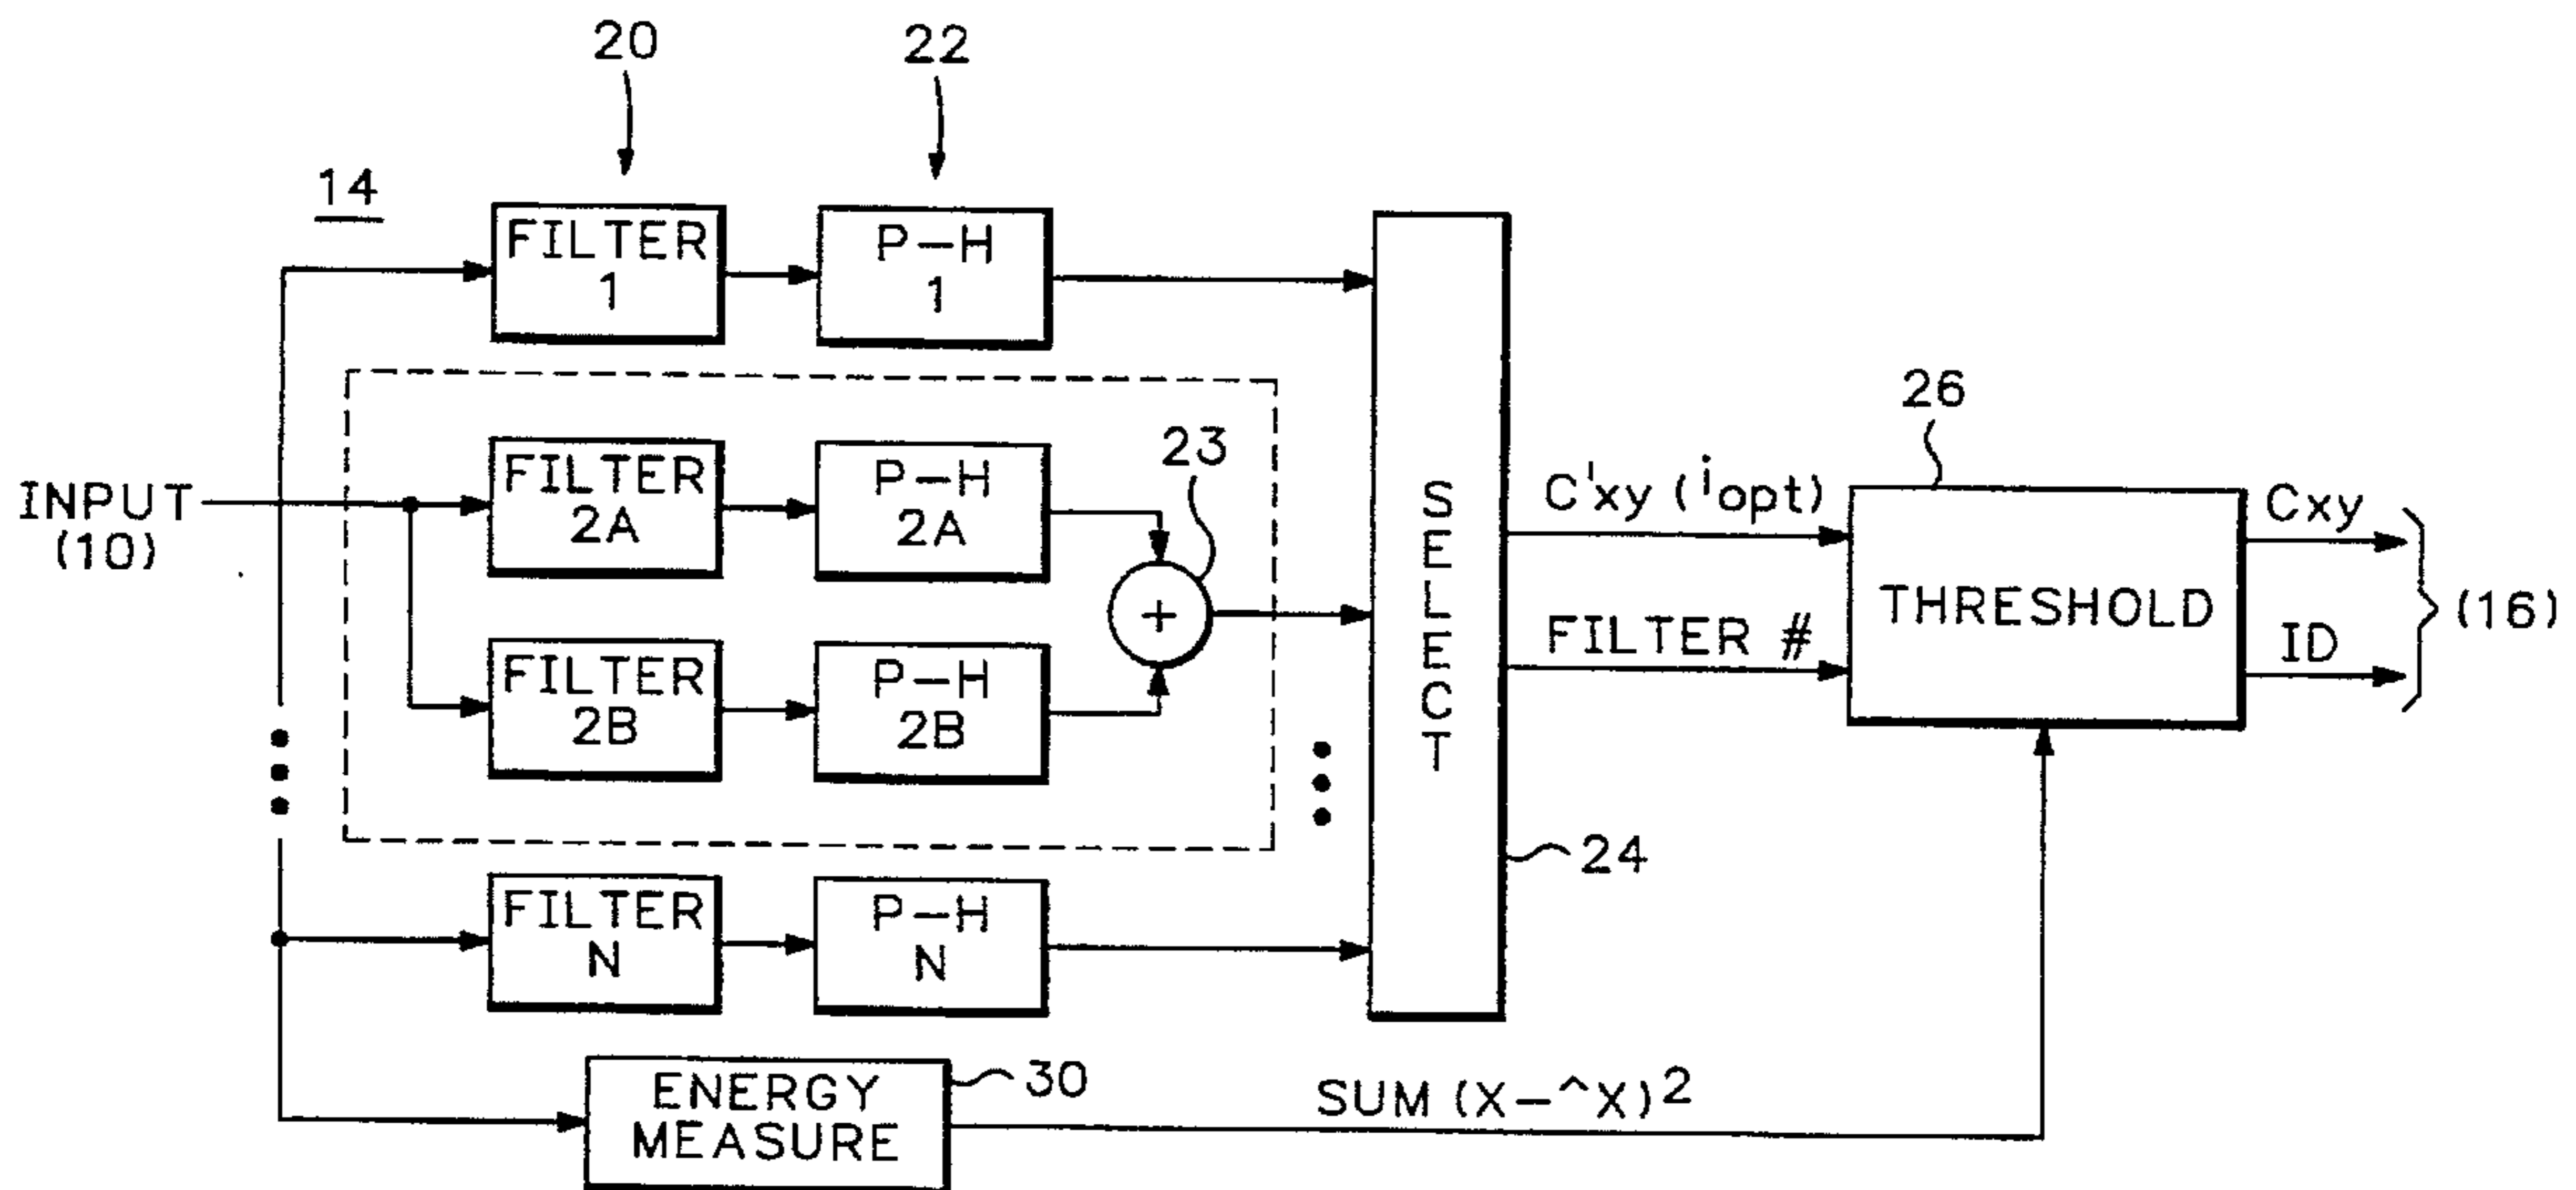 20
22
14
FILTER
1
P-H
1
26
23
FILTER
2A
P-H
2A
INPUT
(10)
+
SELECT
C'xy (iopt)
FILTER #
THRESHOLD
Cxy
ID
(16)
FILTER
2B
P-H
2B
24
FILTER
N
P-H
N
30
ENERGY
MEASURE
SUM (X-^X)2